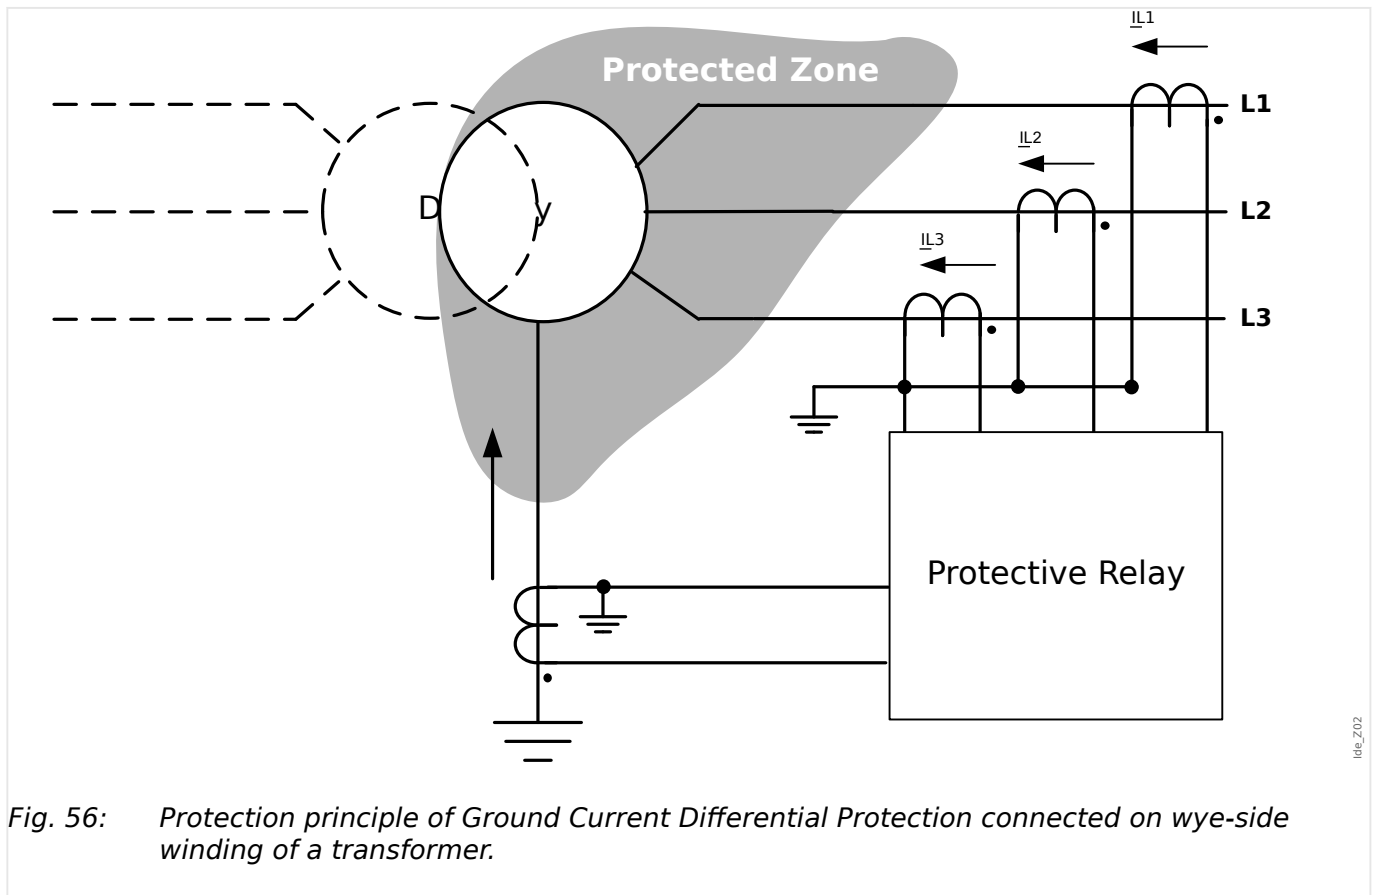 IL1
Protected Zone
L1
IL2
D
y
L2
IL3
L3
Protective Relay
Ide_Z02
Fig. 56: Protection principle of Ground Current Differential Protection connected on wye-side
winding of a transformer.